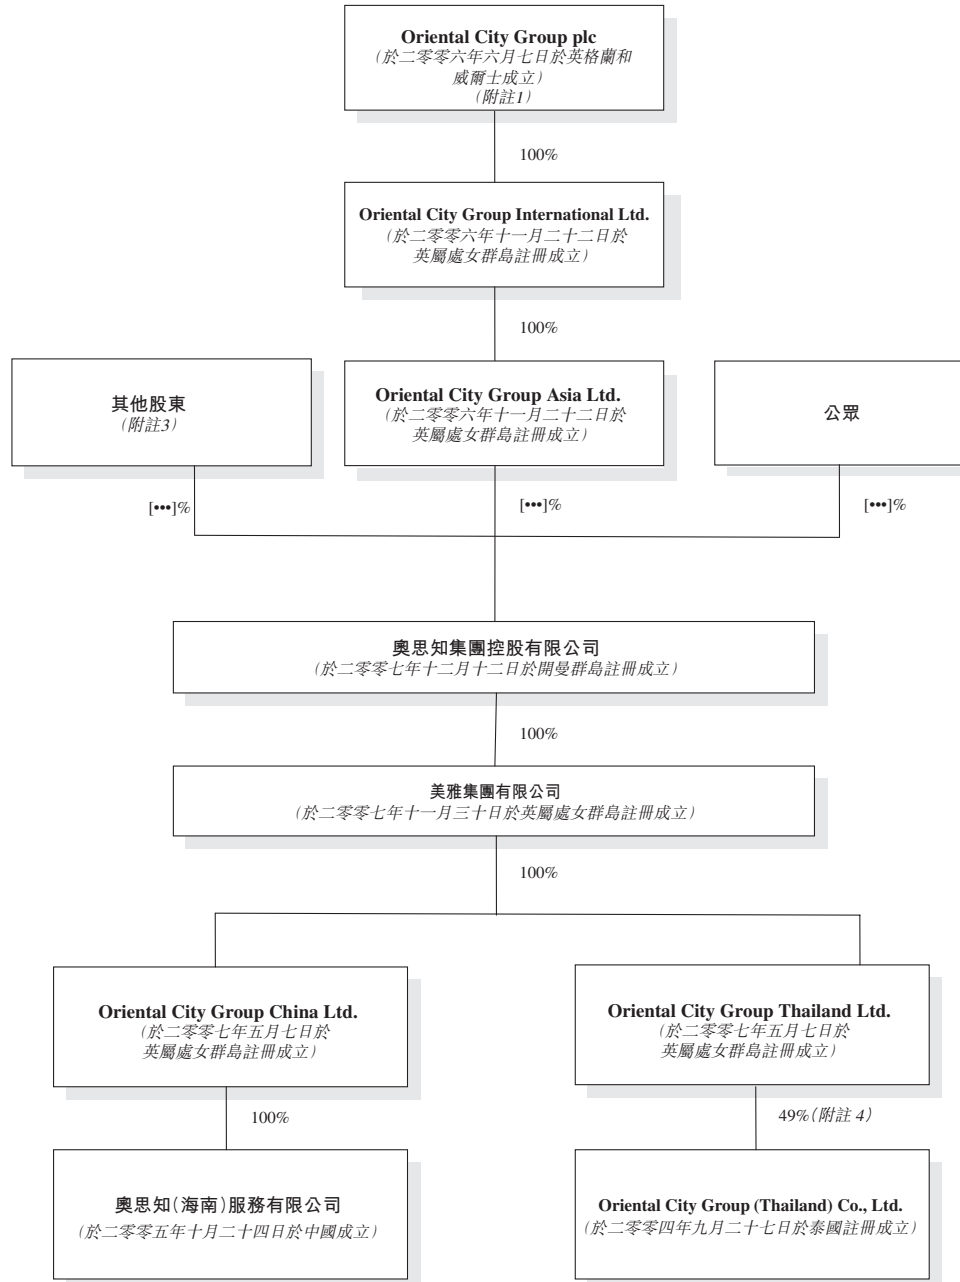 Oriental City Group plc
(於二零零六年六月七日於英格蘭和
威爾士成立)
(附註1)
100%
Oriental City Group International Ltd.
(於二零零六年十一月二十二日於
英屬處女群島註冊成立)
100%
其他股東
(附註3)
Oriental City Group Asia Ltd.
(於二零零六年十一月二十二日於
英屬處女群島註冊成立)
公眾
[•••]%
[•••]%
[•••]%
奧思知集團控股有限公司
(於二零零七年十二月十二日於開曼群島註冊成立)
100%
美雅集團有限公司
(於二零零七年十一月三十日於英屬處女群島註冊成立)
100%
Oriental City Group China Ltd.
(於二零零七年五月七日於
英屬處女群島註冊成立)
Oriental City Group Thailand Ltd.
(於二零零七年五月七日於
英屬處女群島註冊成立)
100%
49%(附註 4)
奧思知(海南)服務有限公司
(於二零零五年十月二十四日於中國成立)
Oriental City Group (Thailand) Co., Ltd.
(於二零零四年九月二十七日於泰國註冊成立)